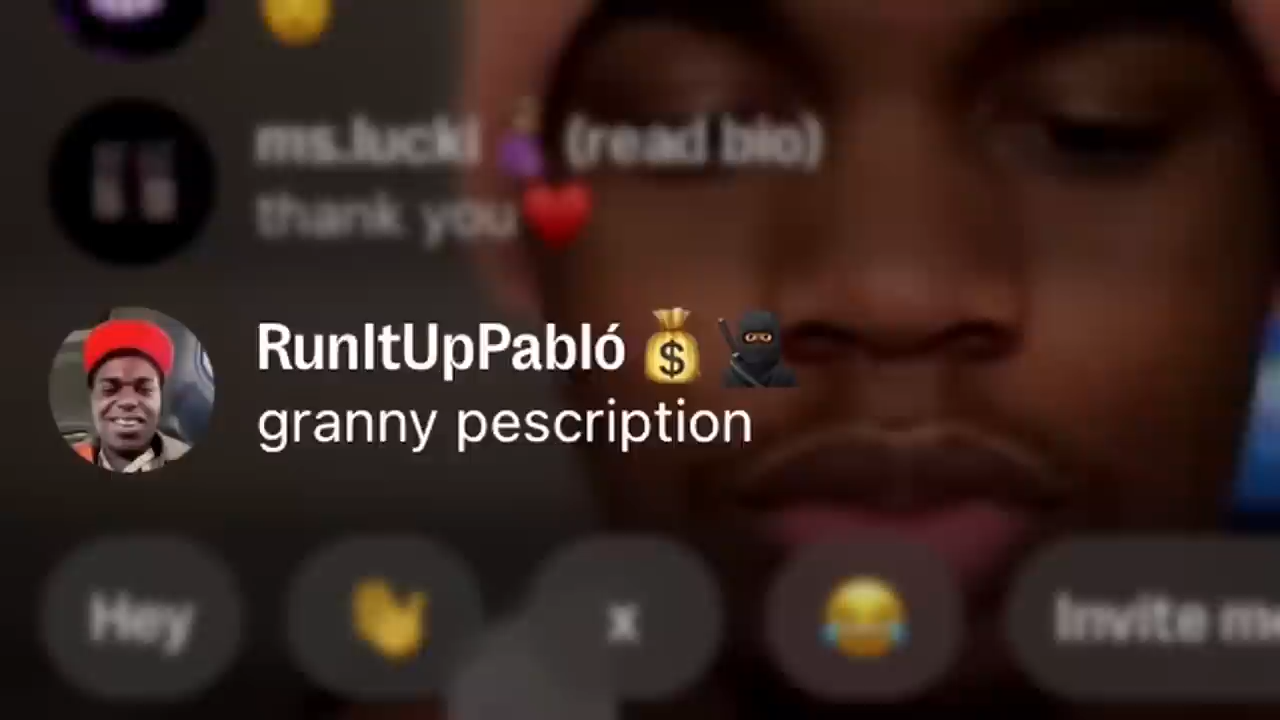 ms.lucki 🤰🏽 (read bio)
thank you❤️
RunItUpPabló 💰 🥷🏿
granny pescription
Hey 👋 x 😂 Invite me